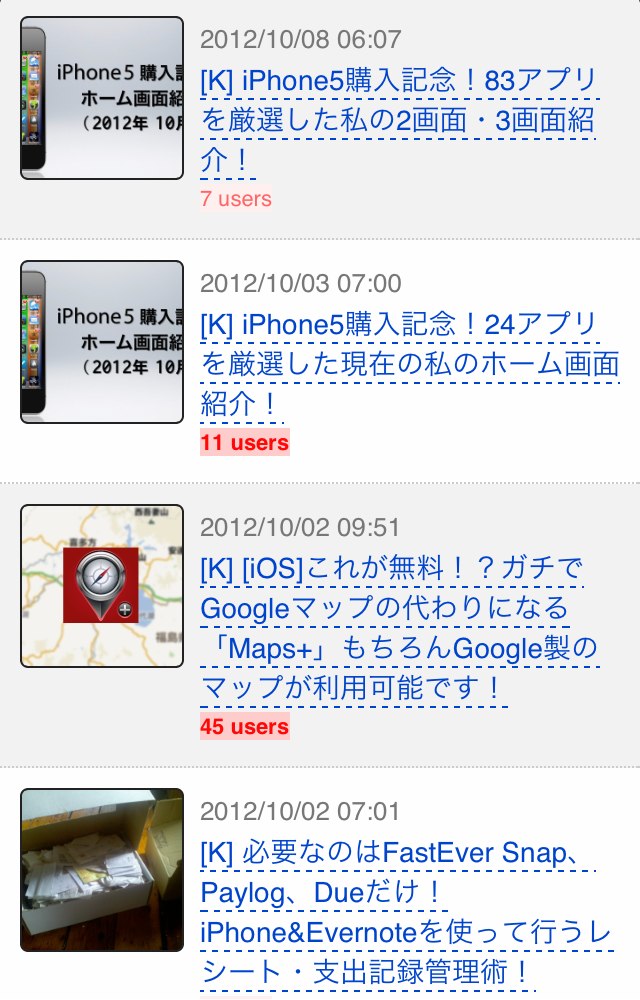 iPhone5 購入
ホーム画面紹
（2012年 10月
2012/10/08 06:07
[K] iPhone5購入記念！83アプリ
を厳選した私の2画面・3画面紹
介！
7 users
iPhone5 購入
ホーム画面紹
（2012年 10月
2012/10/03 07:00
[K] iPhone5購入記念！24アプリ
を厳選した現在の私のホーム画面
紹介！
11 users
西吾妻山
喜多方
福島県
2012/10/02 09:51
[K] [iOS]これが無料！？ガチで
Googleマップの代わりになる
「Maps+」もちろんGoogle製の
マップが利用可能です！
45 users
2012/10/02 07:01
[K] 必要なのはFastEver Snap、
Paylog、Dueだけ！
iPhone&Evernoteを使って行うレ
シート・支出記録管理術！